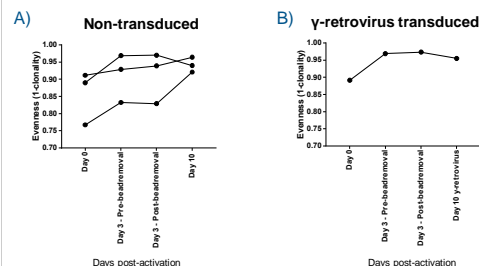 A)
Non-transduced
Evenness (1-clonality)
1.00
0.95
0.90
0.85
0.80
0.75
0.70
Day 0
Day 3 - Pre-beadremoval
Day 3 - Post-beadremoval
Day 10
Days post-activation
B)
γ-retrovirus transduced
Evenness (1-clonality)
1.00
0.95
0.90
0.85
0.80
0.75
0.70
Day 0
Day 3 - Pre-beadremoval
Day 3 - Post-beadremoval
Day 10 γ-retrovirus
Days post-activation